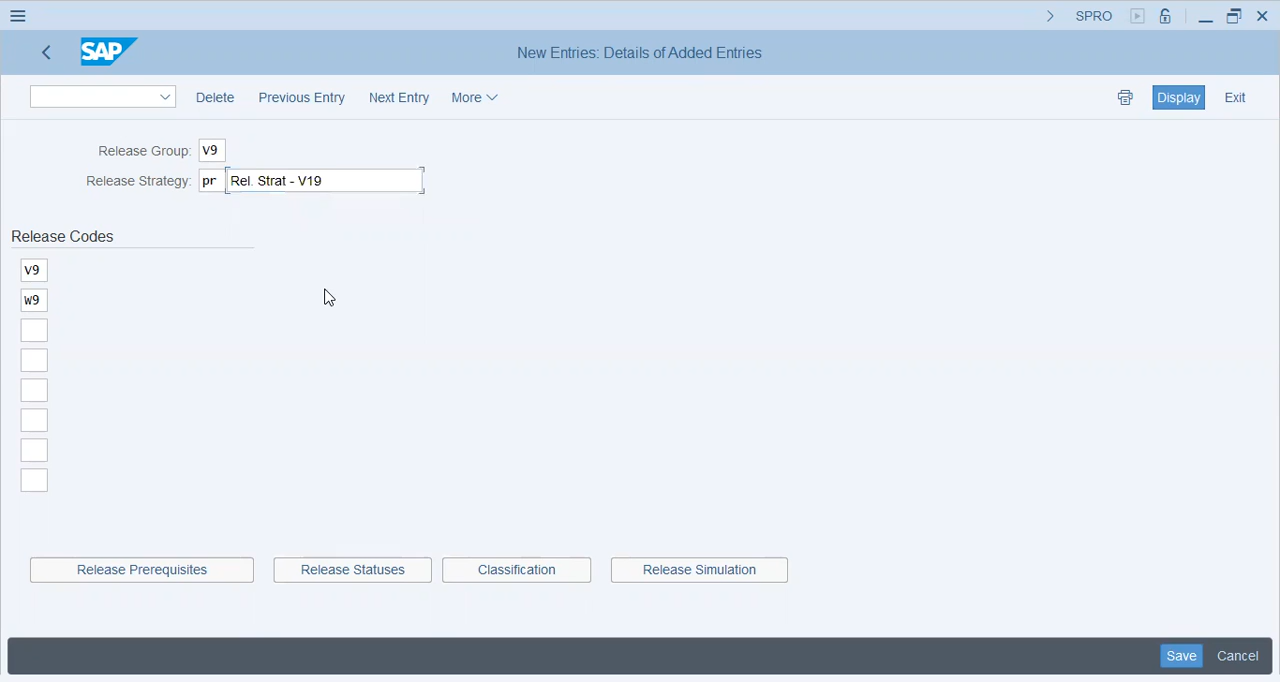 SPRO
SAP
New Entries: Details of Added Entries
Delete Previous Entry Next Entry More Display Exit
Release Group: V9
Release Strategy: pr Rel. Strat - V19
Release Codes
V9
W9
Release Prerequisites Release Statuses Classification Release Simulation
Save Cancel